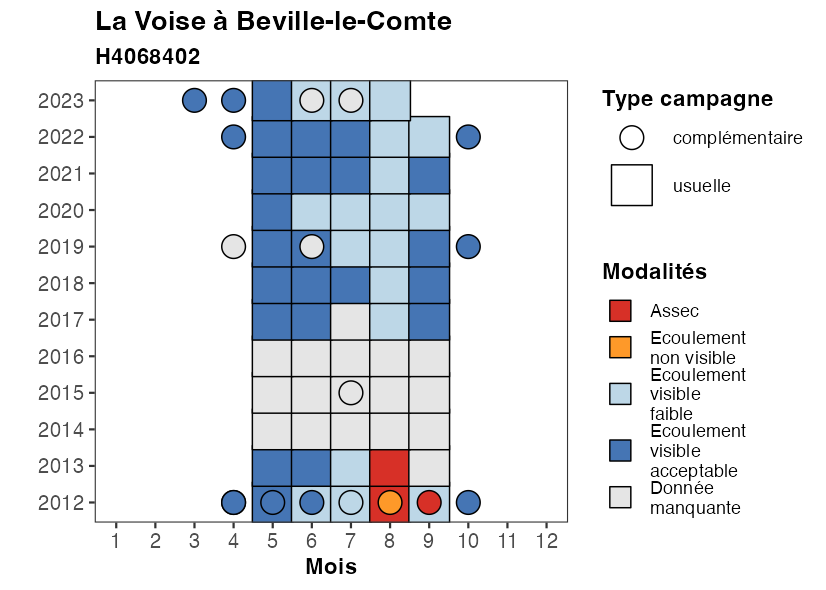 La Voise à Beville-le-Comte
H4068402
2023
2022
2021
2020
2019
2018
2017
2016
2015
2014
2013
2012
1 2 3 4 5 6 7 8 9 10 11 12
Mois
Type campagne
complémentaire
usuelle
Modalités
Assec
Ecoulement
non visible
Ecoulement
visible
faible
Ecoulement
visible
acceptable
Donnée
manquante